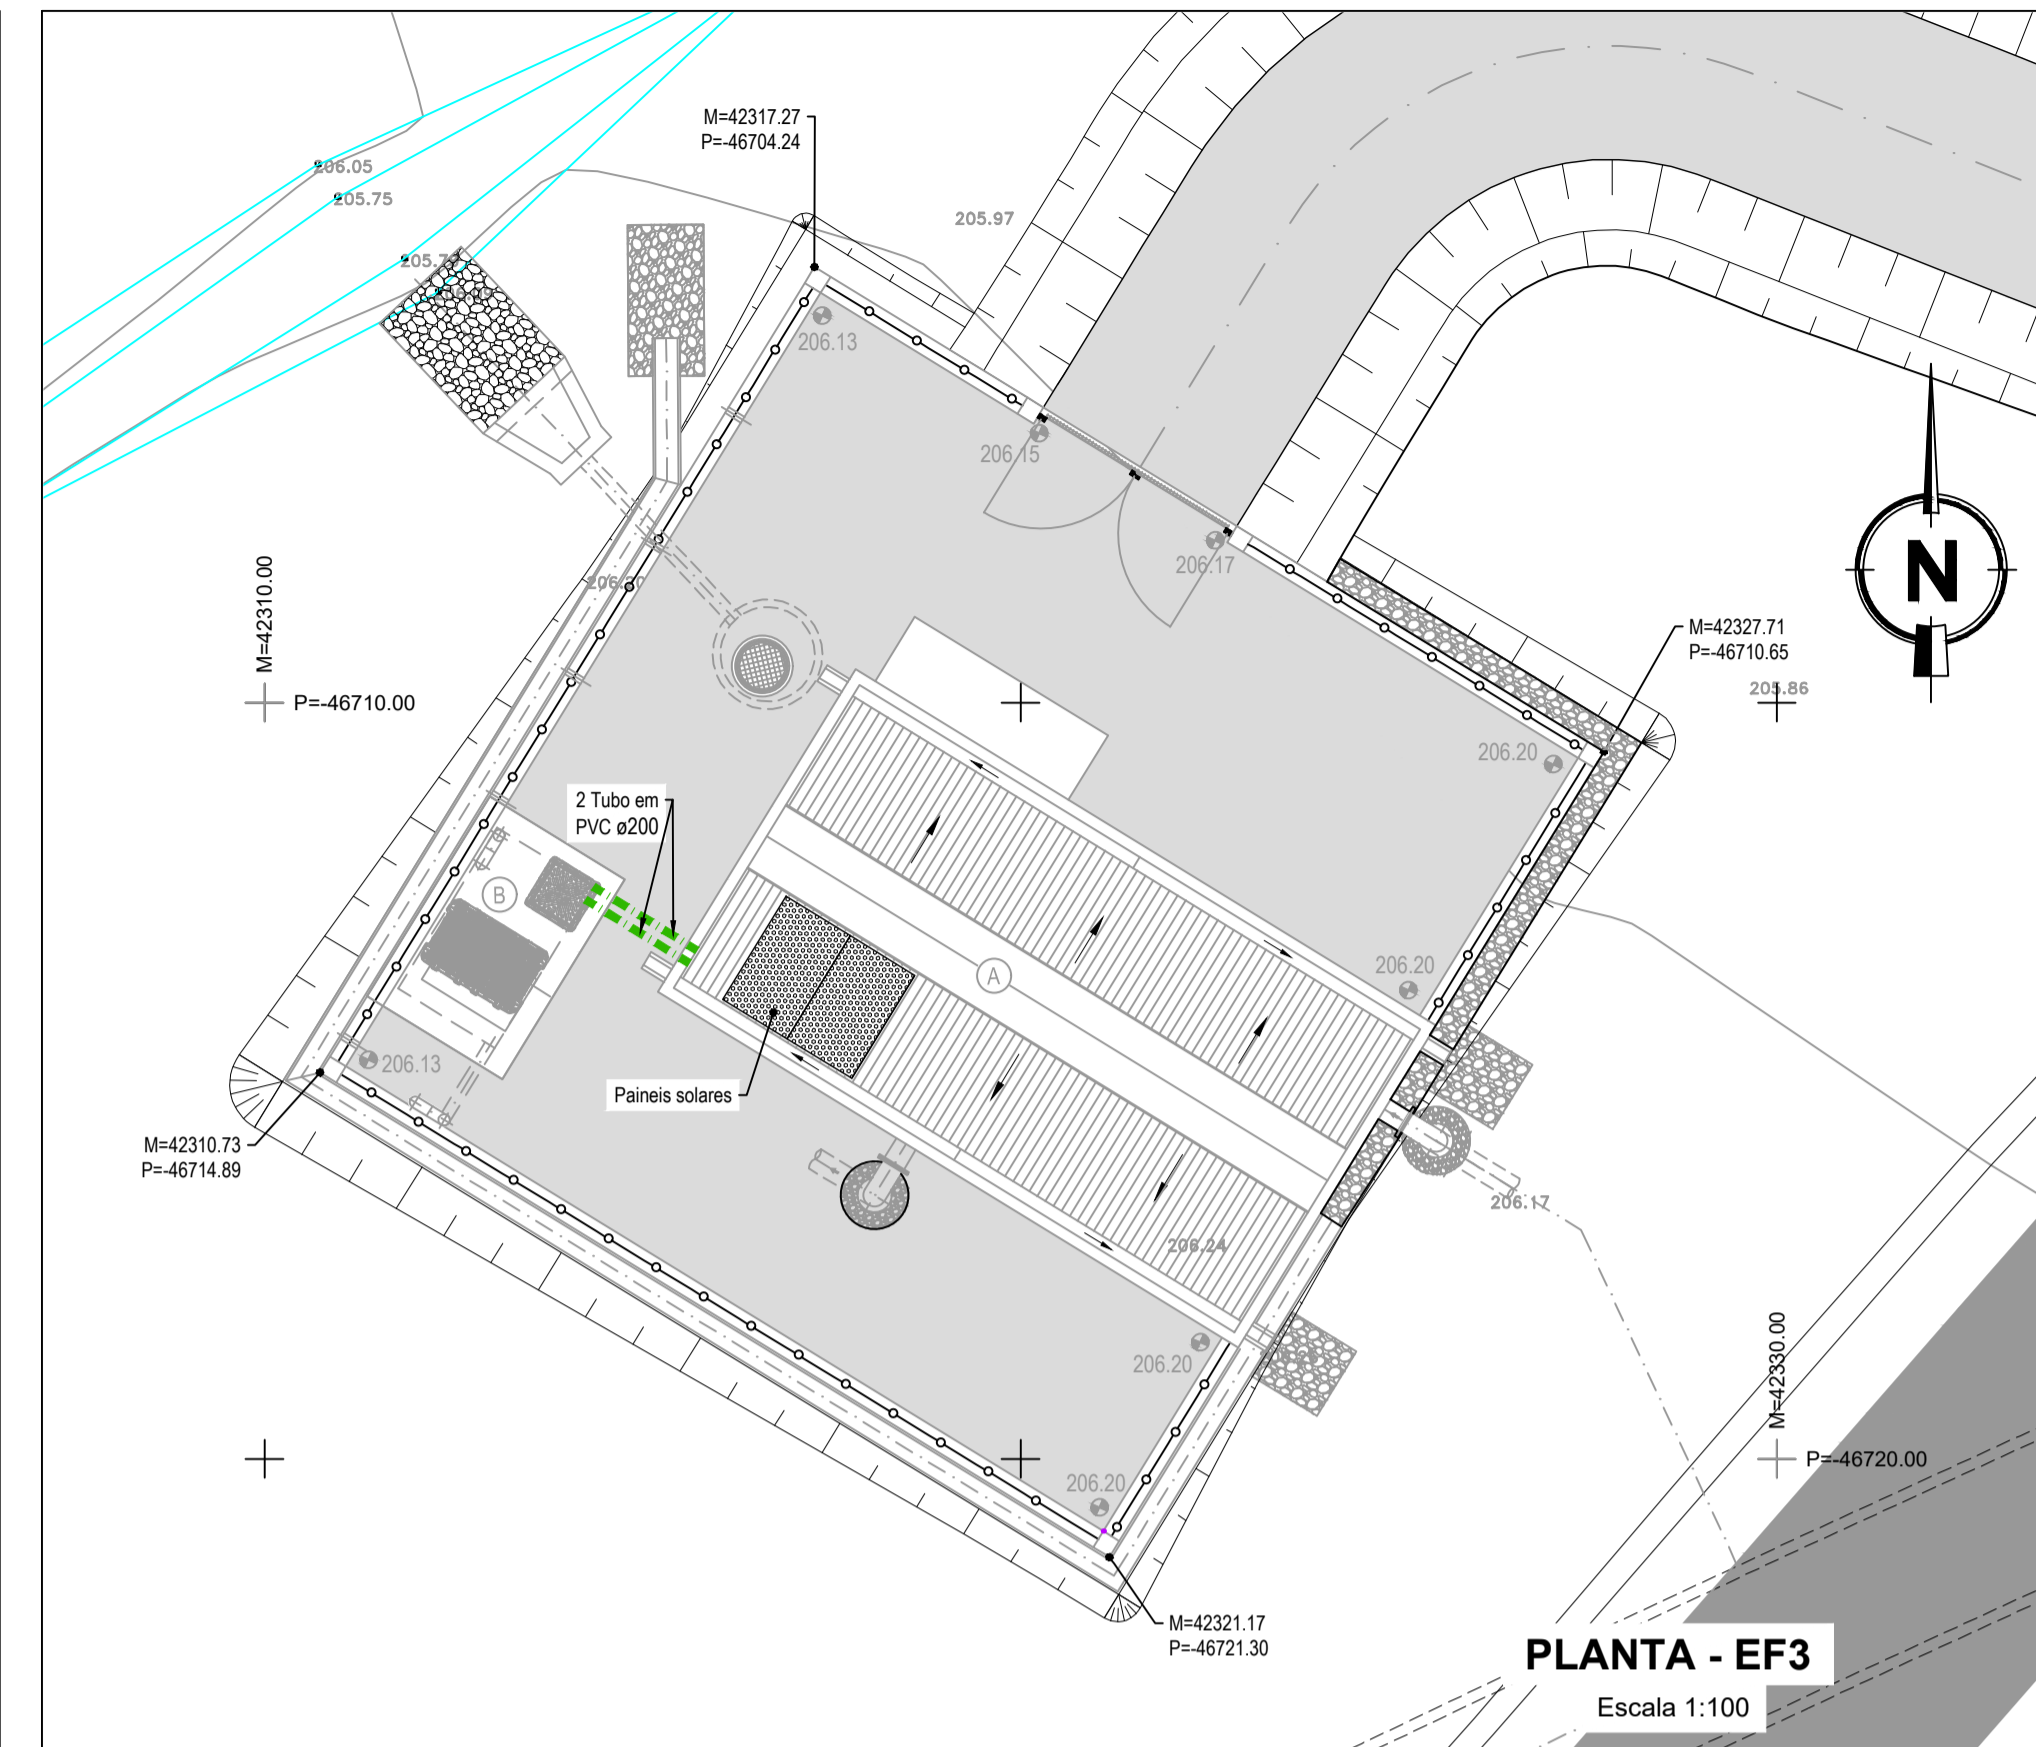 M=42317.27
P=-46704.24
206.05
205.75
205.97
206.13
206.15
206.17
N
M=42310.00
P=-46710.00
M=42327.71
P=-46710.65
205.86
206.20
2 Tubo em
PVC ø200
B
A
206.20
206.13
Paineis solares
M=42310.73
P=-46714.89
206.17
206.24
206.20
M=42330.00
P=-46720.00
206.20
M=42321.17
P=-46721.30
PLANTA - EF3
Escala 1:100